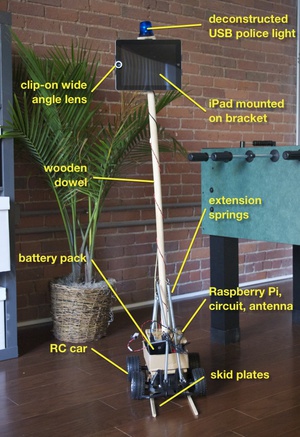 deconstructed
USB police light
clip-on wide
angle lens
iPad mounted
on bracket
wooden
dowel
extension
springs
battery pack
Raspberry Pi,
circuit, antenna
RC car
skid plates